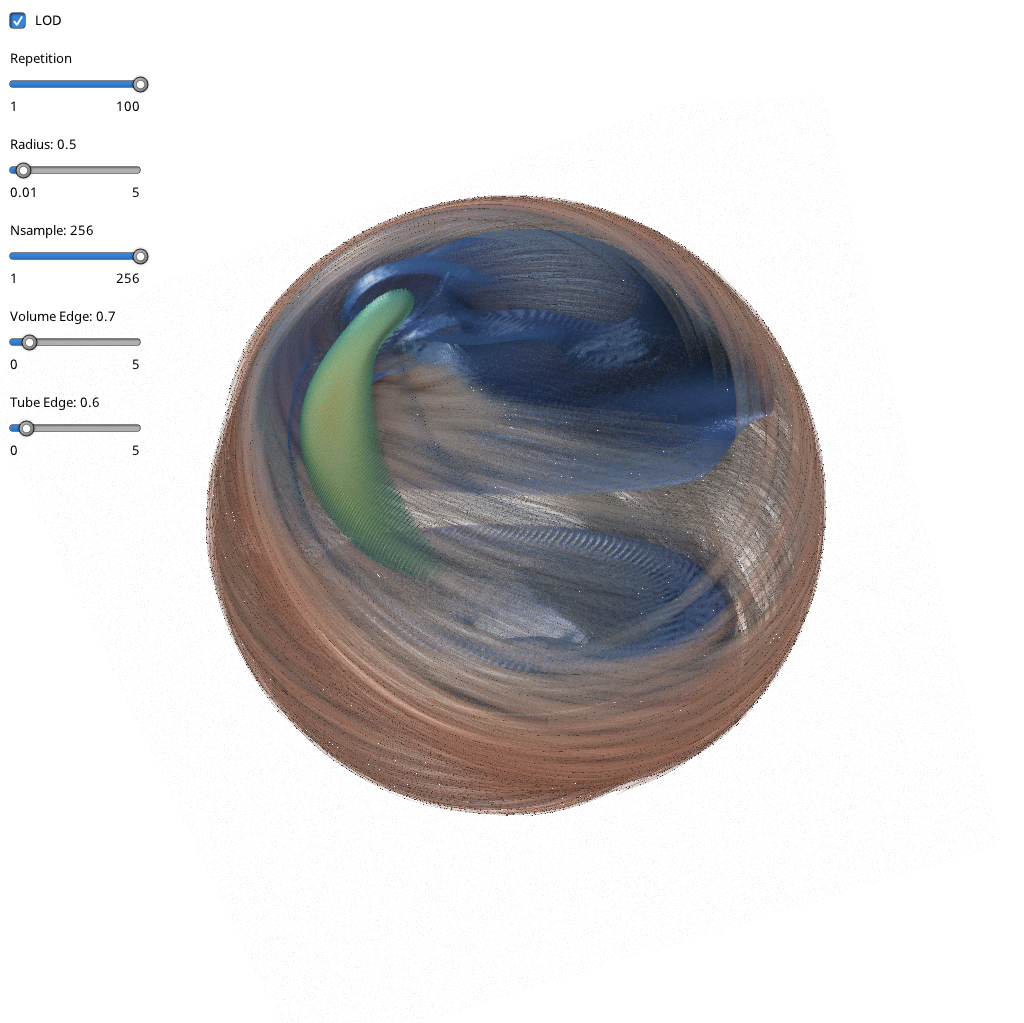 LOD
Repetition
1 100
Radius: 0.5
0.01 5
Nsample: 256
1 256
Volume Edge: 0.7
0 5
Tube Edge: 0.6
0 5